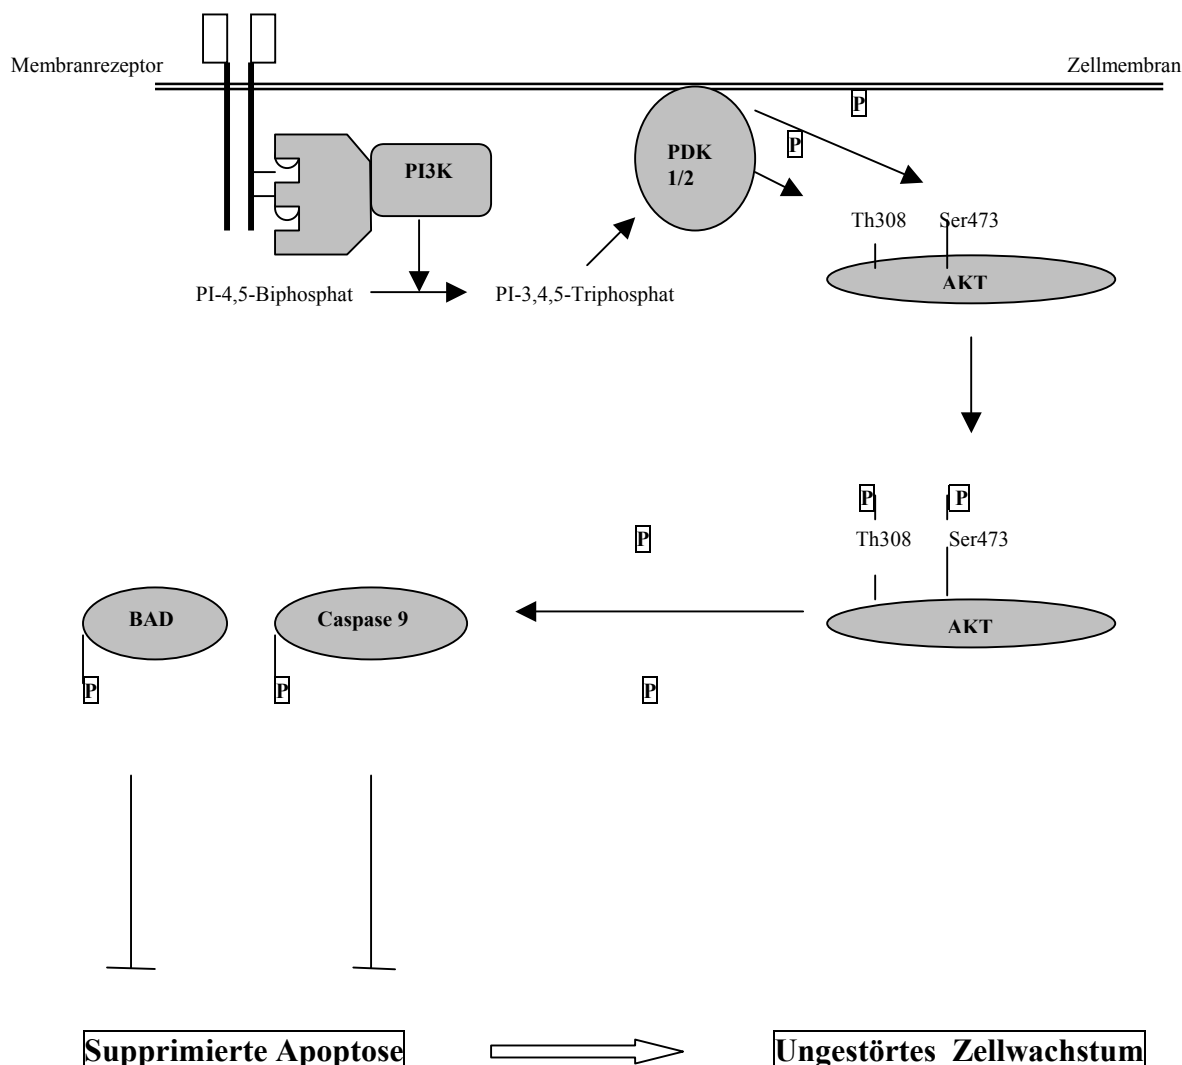 Membranrezeptor
Zellmembran
P
P
PI3K
PDK
1/2
Th308 Ser473
AKT
PI-4,5-Biphosphat
PI-3,4,5-Triphosphat
P P
Th308 Ser473
AKT
P
P
BAD
Caspase 9
P
P
Supprimierte Apoptose
Ungestörtes Zellwachstum